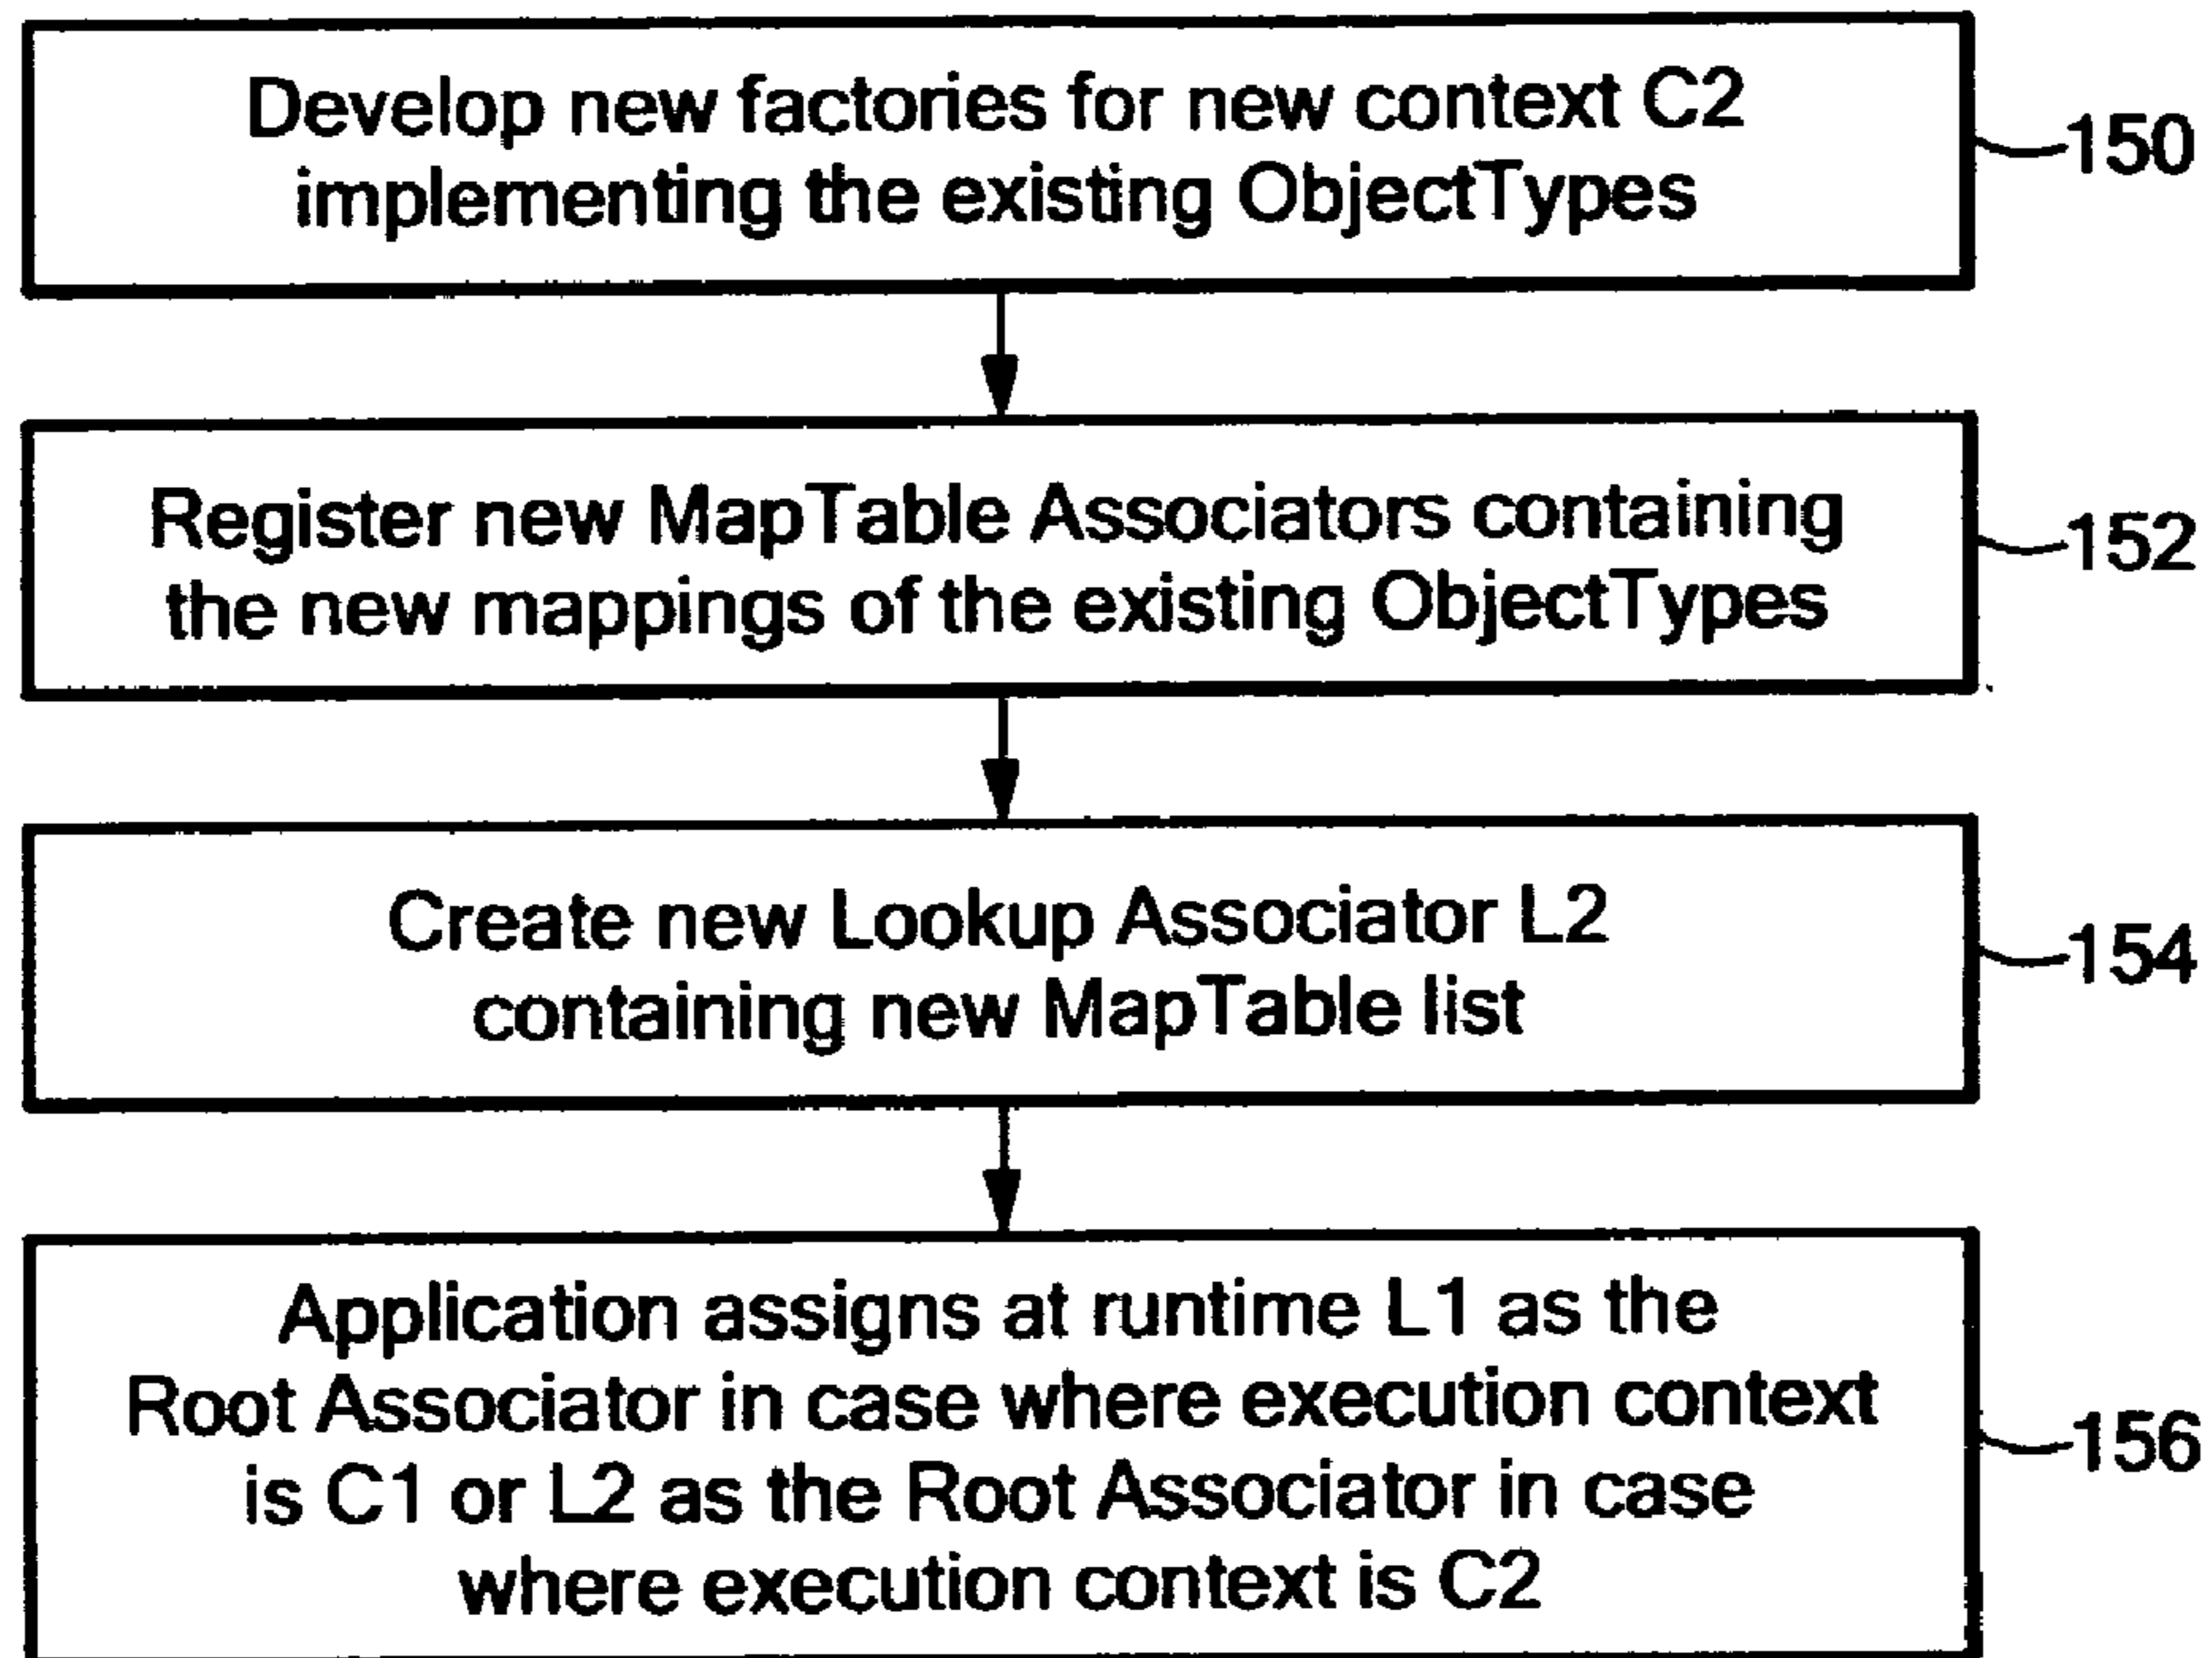 Develop new factories for new context C2
implementing the existing ObjectTypes
150
Register new MapTable Associators containing
the new mappings of the existing ObjectTypes
152
Create new Lookup Associator L2
containing new MapTable list
154
Application assigns at runtime L1 as the
Root Associator in case where execution context
is C1 or L2 as the Root Associator in case
where execution context is C2
156